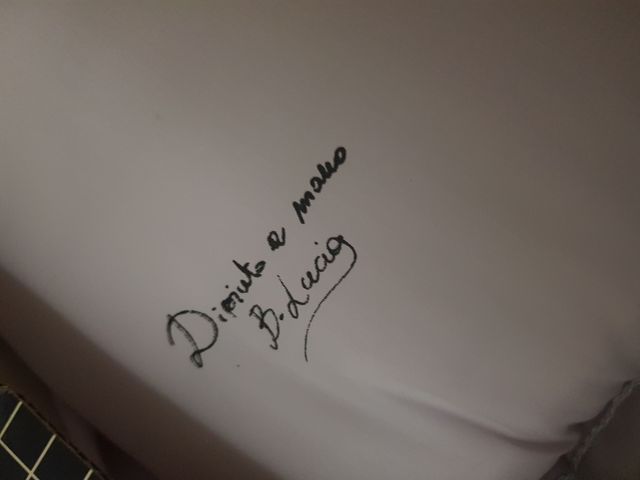 Dipinto a mano
B. Lucia